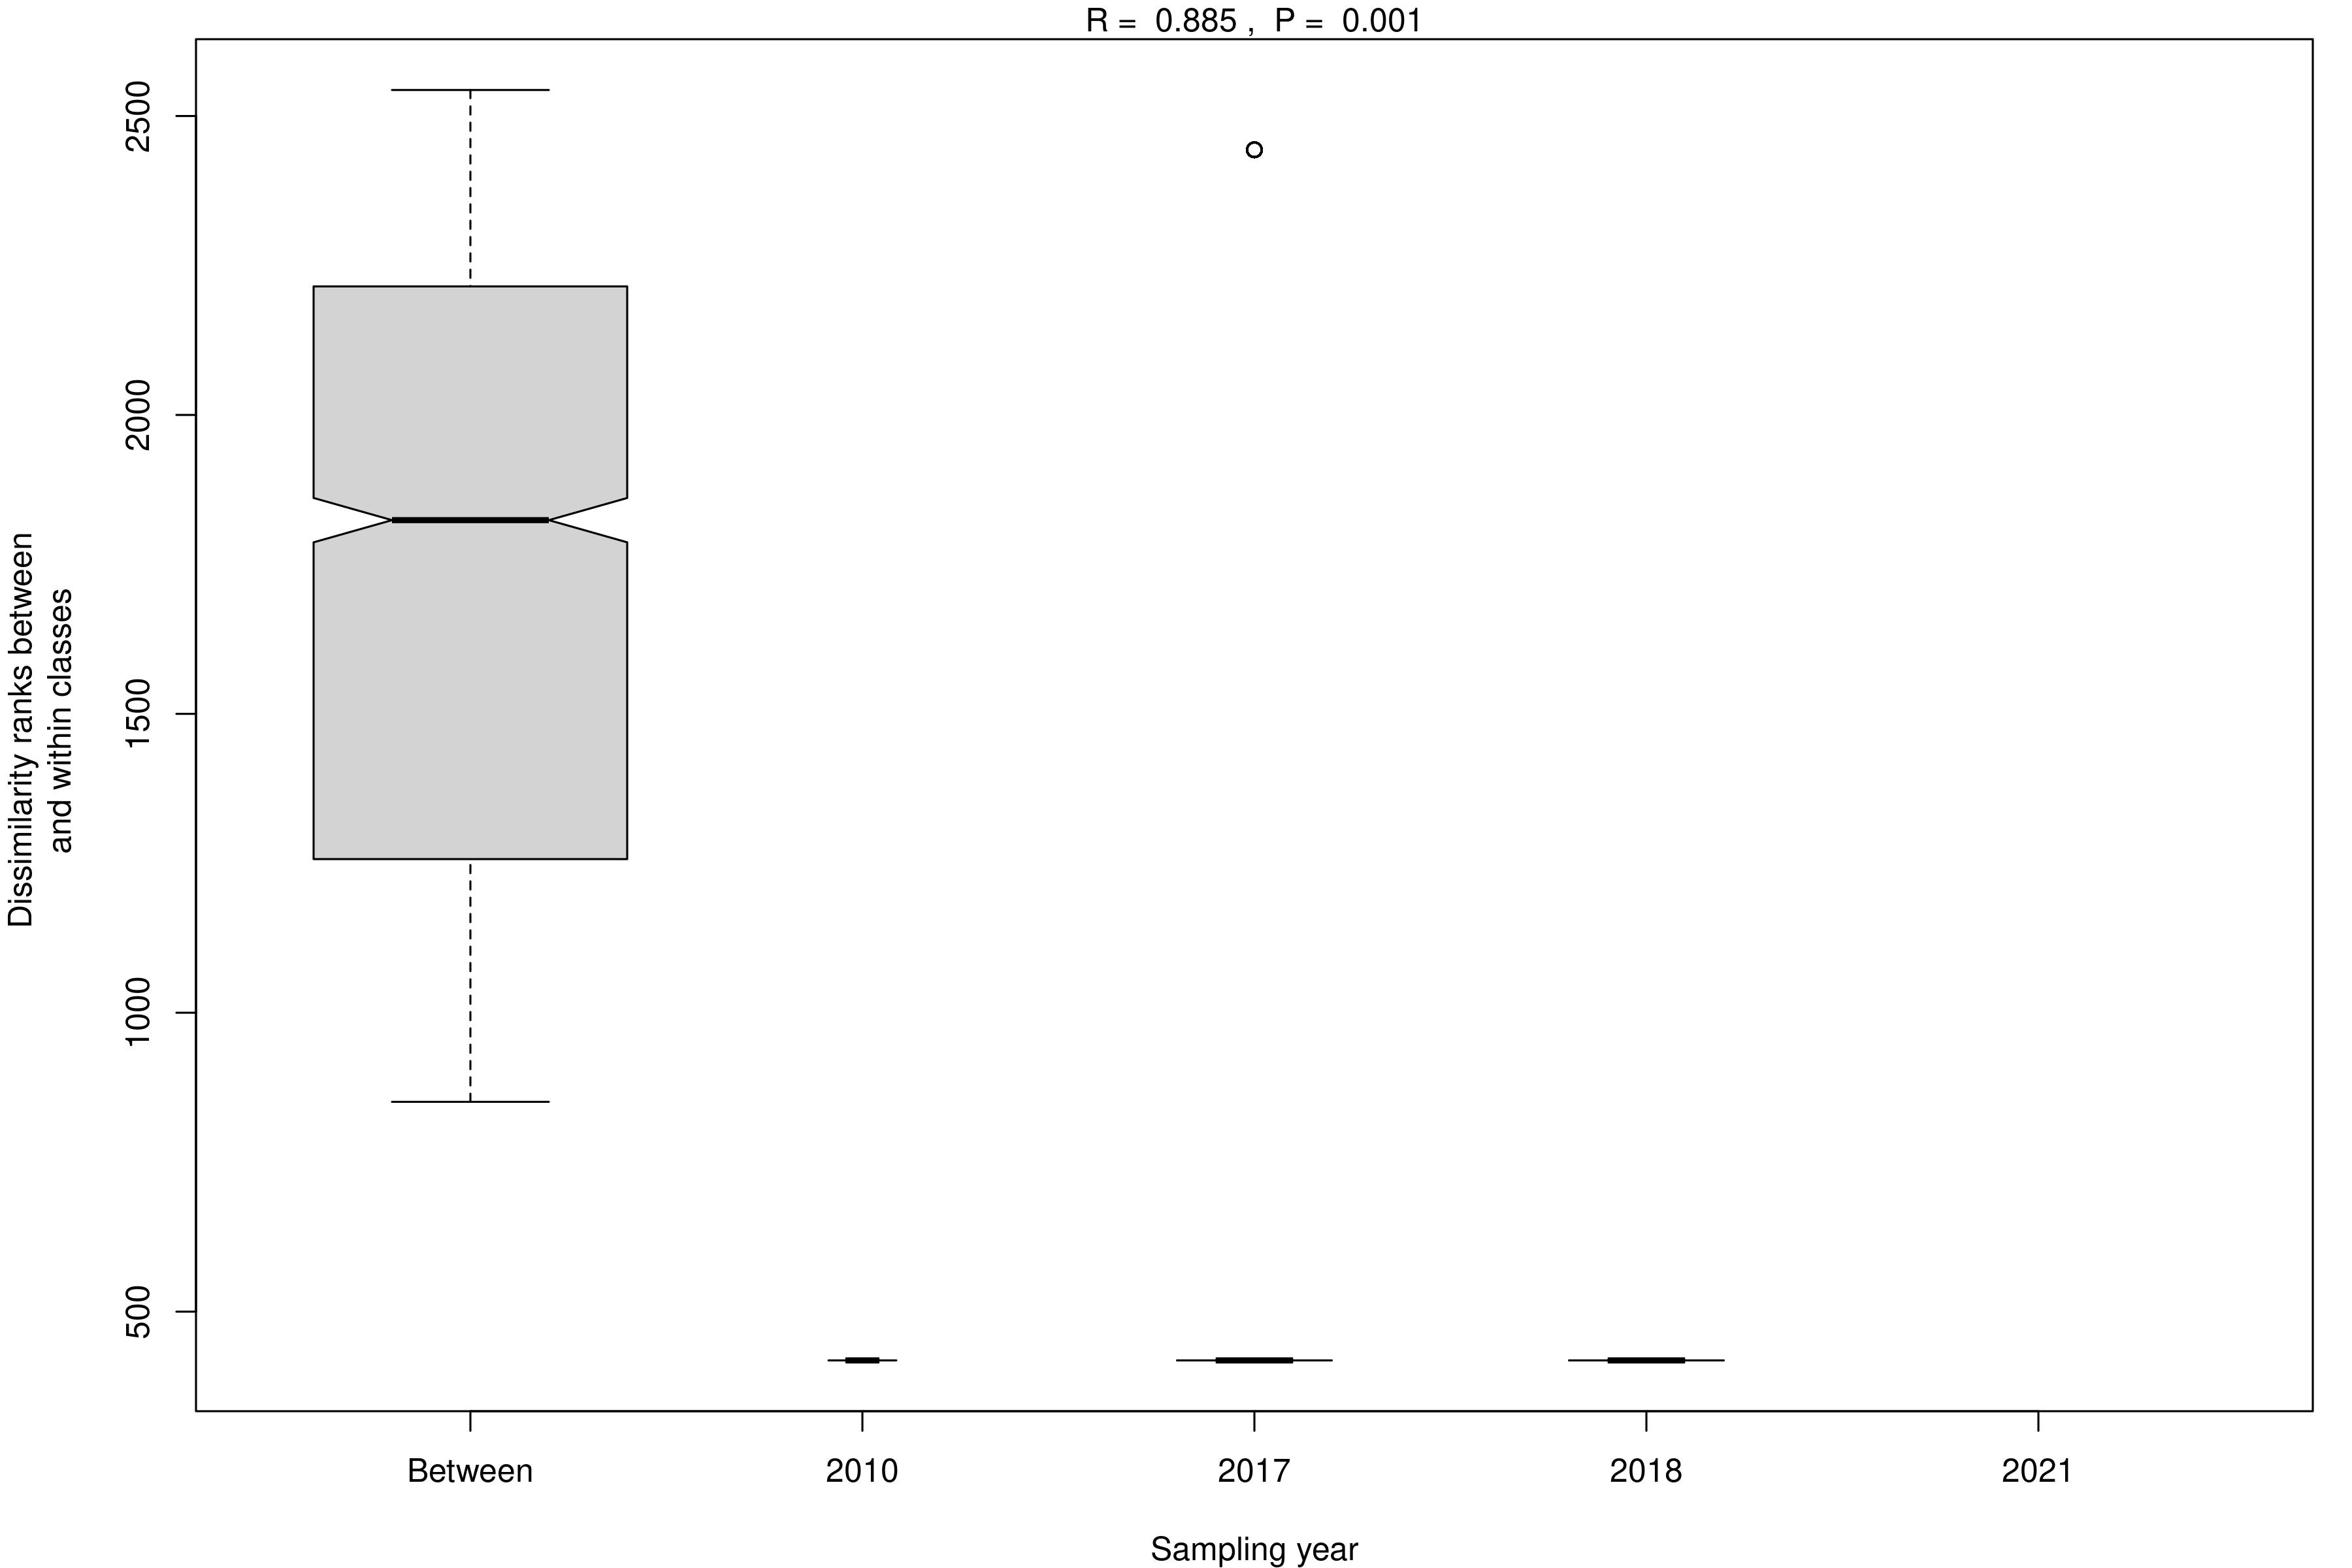 R = 0.885 , P = 0.001
2500
2000
1500
1000
500
Dissimilarity ranks between
and within classes
Between
2010
2017
2018
2021
Sampling year